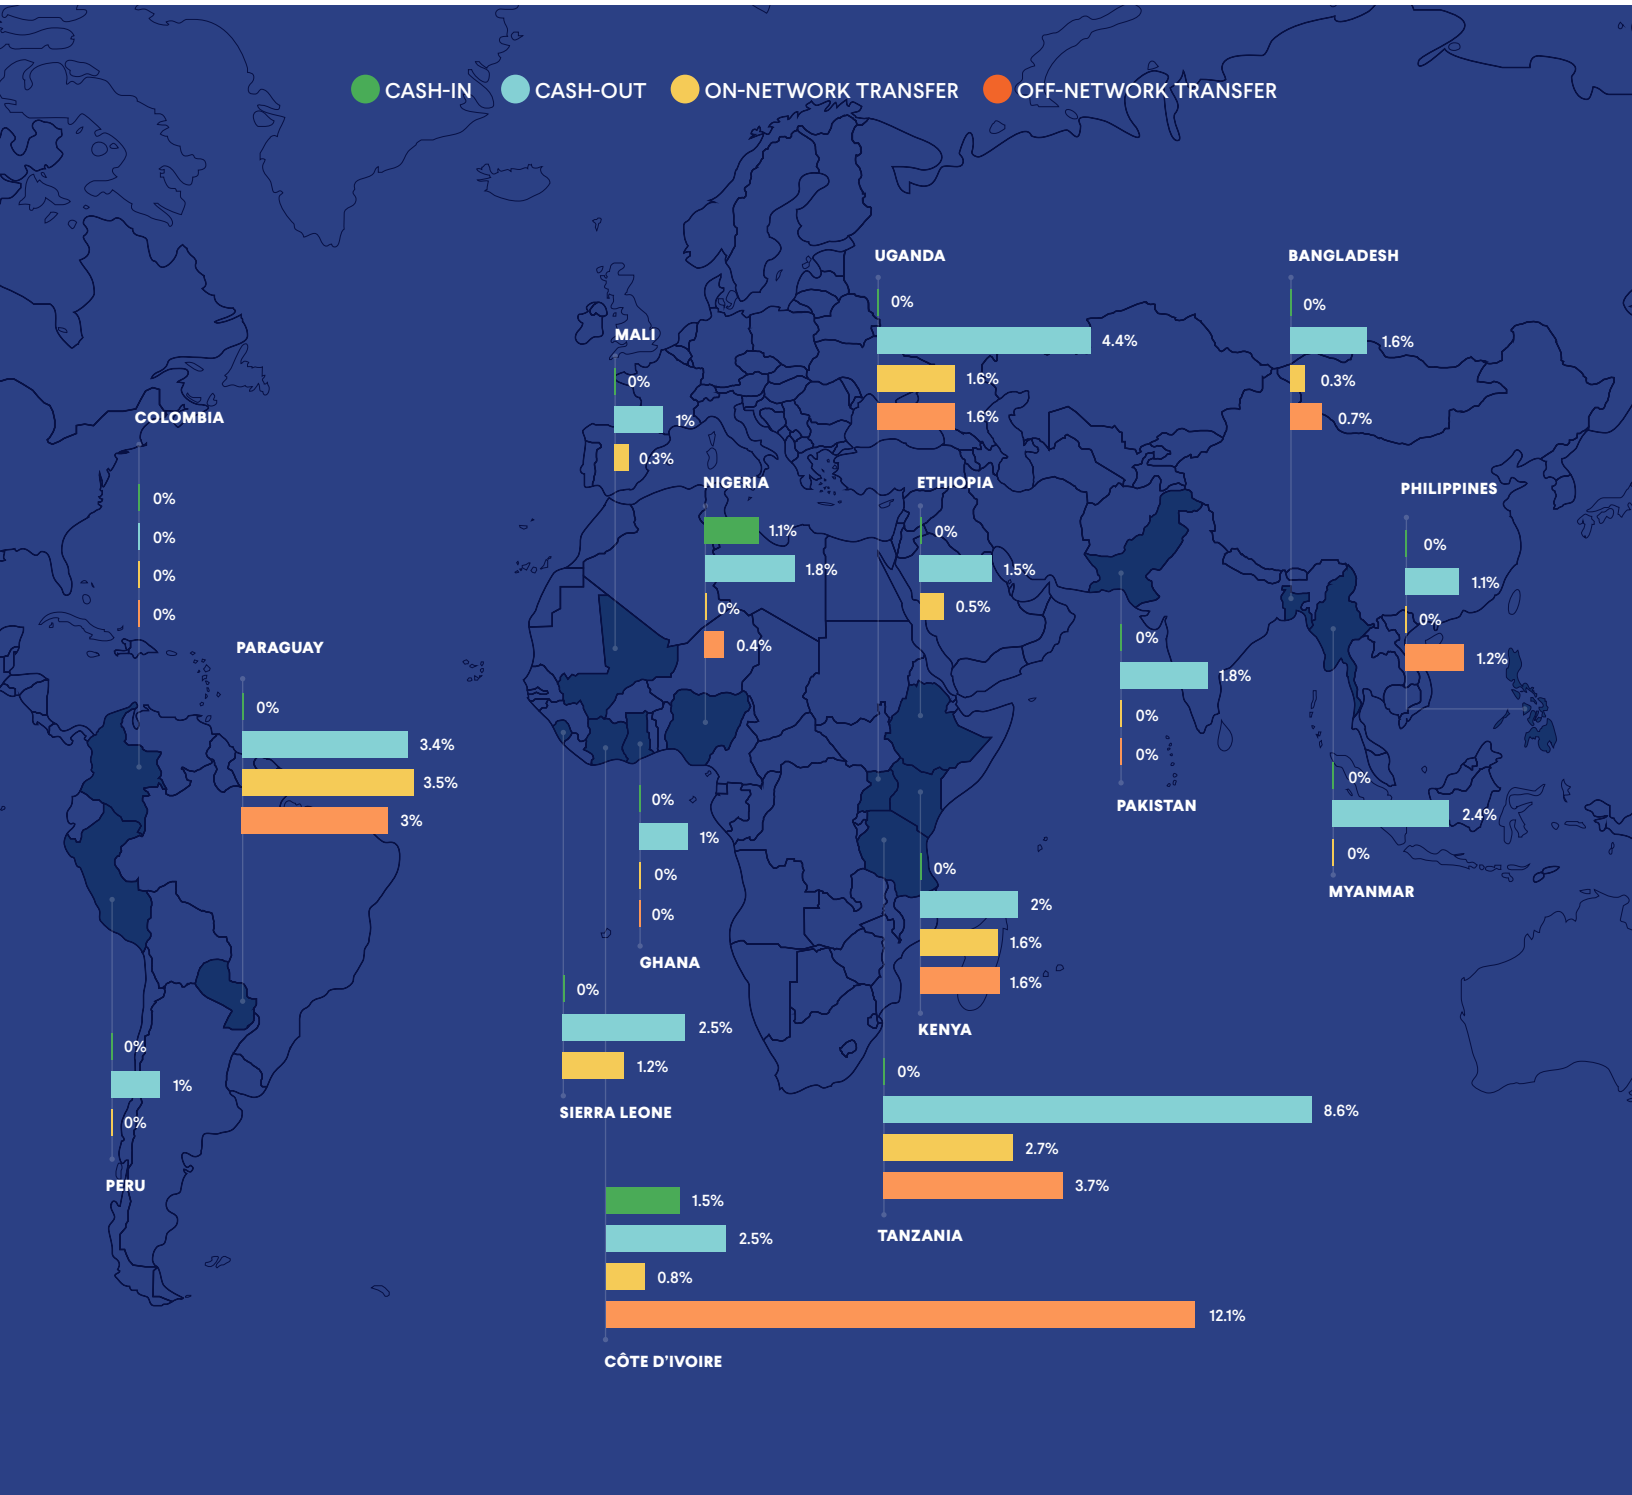 CASH-IN
CASH-OUT
ON-NETWORK TRANSFER
OFF-NETWORK TRANSFER
UGANDA
0%
4.4%
1.6%
1.6%
BANGLADESH
0%
1.6%
0.3%
0.7%
MALI
0%
1%
0.3%
COLOMBIA
0%
0%
0%
0%
NIGERIA
1.1%
1.8%
0%
0.4%
ETHIOPIA
0%
1.5%
0.5%
PHILIPPINES
0%
1.1%
0%
1.2%
PARAGUAY
0%
3.4%
3.5%
3%
0%
1.8%
0%
0%
PAKISTAN
0%
2.4%
0%
MYANMAR
0%
1%
0%
0%
GHANA
0%
2%
1.6%
1.6%
KENYA
0%
2.5%
1.2%
SIERRA LEONE
0%
1%
0%
PERU
0%
8.6%
2.7%
3.7%
TANZANIA
1.5%
2.5%
0.8%
12.1%
CÔTE D'IVOIRE